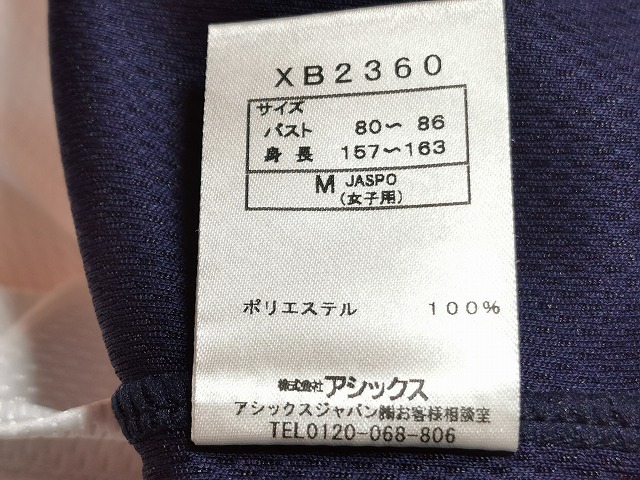 XB2360
サイズ
バスト 80〜 86
身 長 157〜163
M JASPO
(女子用)
ポリエステル 100%
株式会社アシックス
アシックスジャパン㈱お客様相談室
TEL0120-068-806